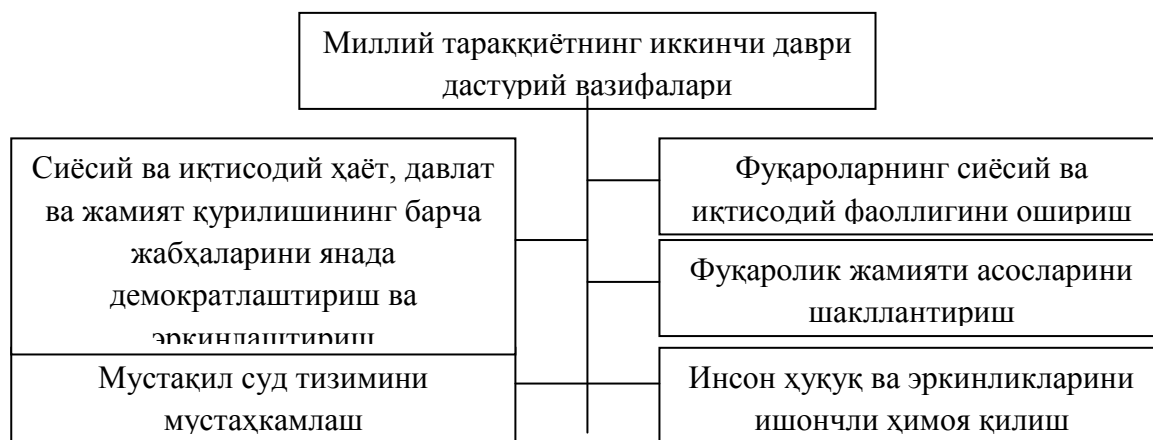 Миллий тараққиётнинг иккинчи даври
дастурий вазифалари
Сиёсий ва иқтисодий ҳаёт, давлат
ва жамият қурилишининг барча
жабҳаларини янада
демократлаштириш ва
эркинлаштириш
Мустақил суд тизимини
мустаҳкамлаш
Фуқароларнинг сиёсий ва
иқтисодий фаоллигини ошириш
Фуқаролик жамияти асосларини
шакллантириш
Инсон ҳуқуқ ва эркинликларини
ишончли ҳимоя қилиш